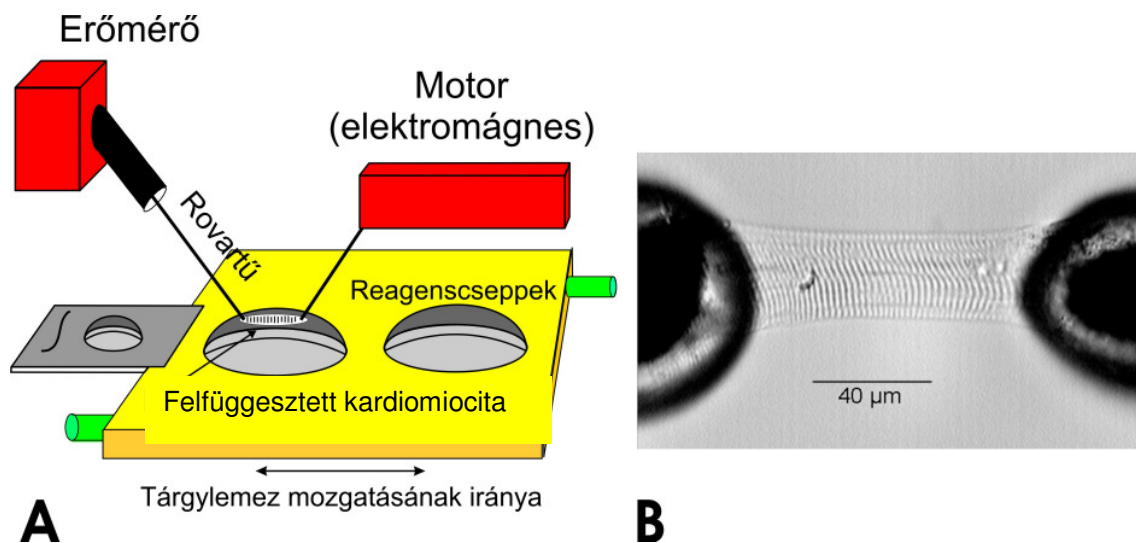 Erőmérő
Motor
(elektromágnes)
Rovartű
Reagenscseppek
Felfüggesztett kardiomiocita
Tárgylemez mozgatásának iránya
40 µm
A
B